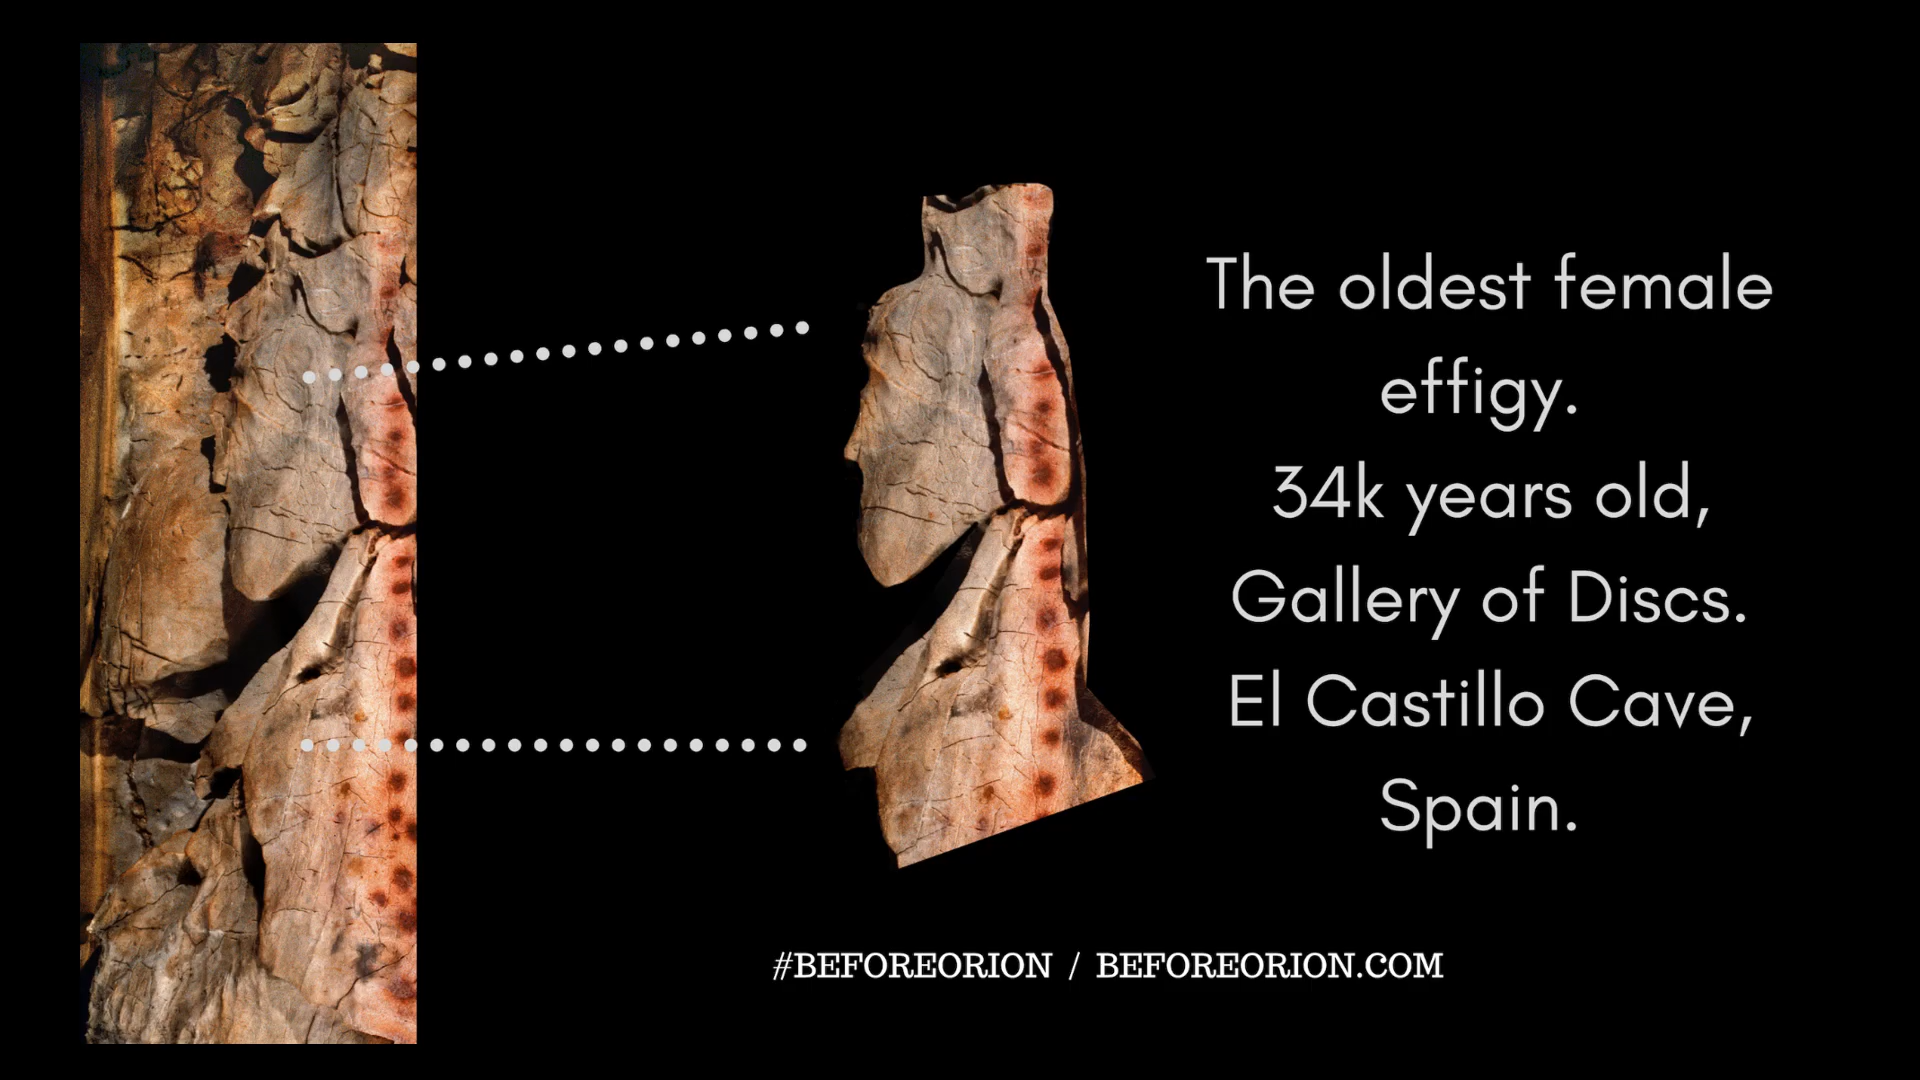 The oldest female
effigy.
34k years old,
Gallery of Discs.
El Castillo Cave,
Spain.
#BEFOREORION / BEFOREORION.COM